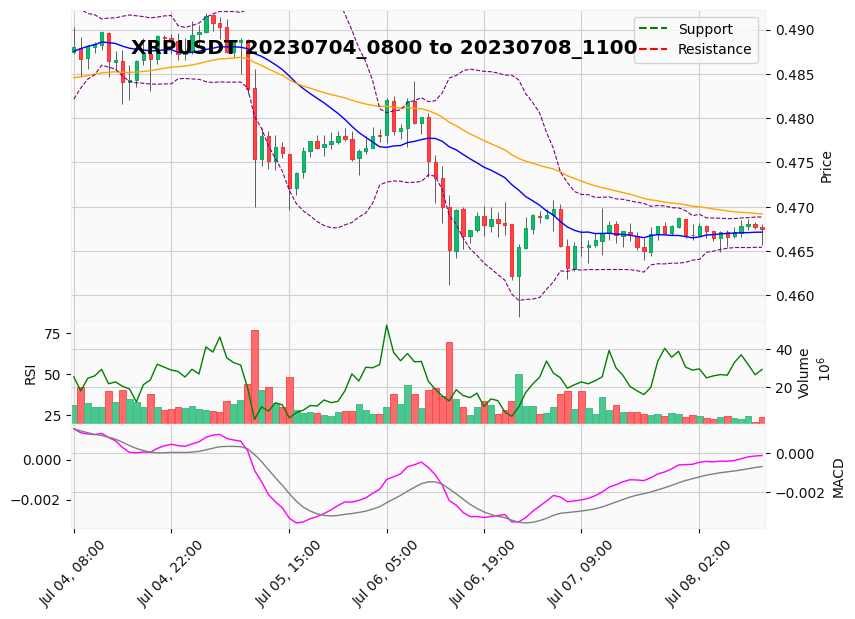 XRPUSDT 20230704_0800 to 20230708_1100
Support
Resistance
0.490
0.485
0.480
0.475
0.470
0.465
0.460
Price
75
50
25
RSI
40
20
Volume
10^6
0.000
−0.002
0.000
−0.002
MACD
Jul 04, 08:00
Jul 04, 22:00
Jul 05, 15:00
Jul 06, 05:00
Jul 06, 19:00
Jul 07, 09:00
Jul 08, 02:00